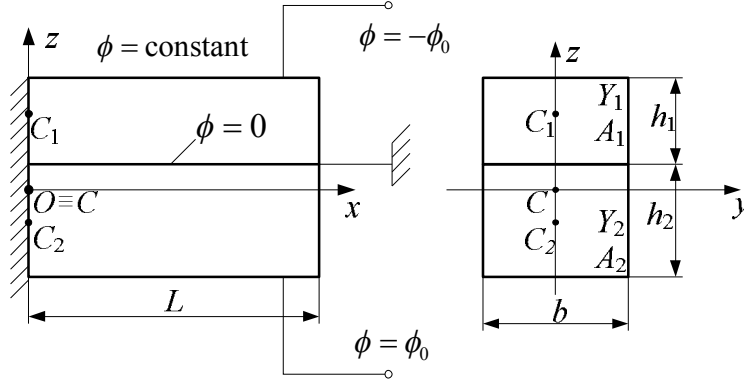 z
ϕ = constant
ϕ = −ϕ₀
C₁
ϕ = 0
O ≡ C
x
C₂
L
ϕ = ϕ₀
z
Y₁
C₁
A₁
h₁
C
y
Y₂
h₂
C₂
A₂
b